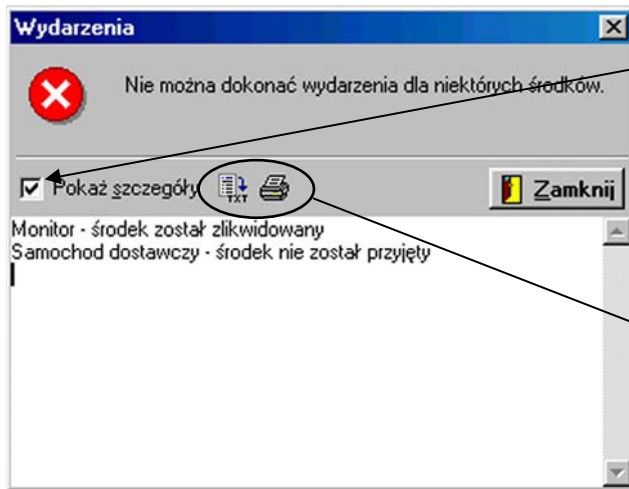 Wydarzenia
Nie można dokonać wydarzenia dla niektórych środków.
Pokaż szczegóły
TXT
Zamknij
Monitor - środek został zlikwidowany
Samochod dostawczy - środek nie został przyjęty